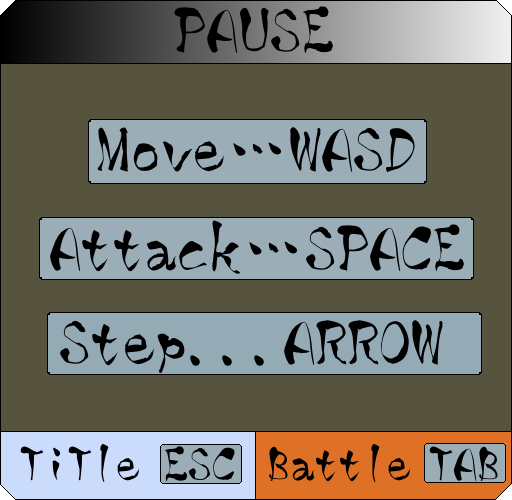 PAUSE
Move…WASD
Attack…SPACE
Step...ARROW
TiTle ESC Battle TAB